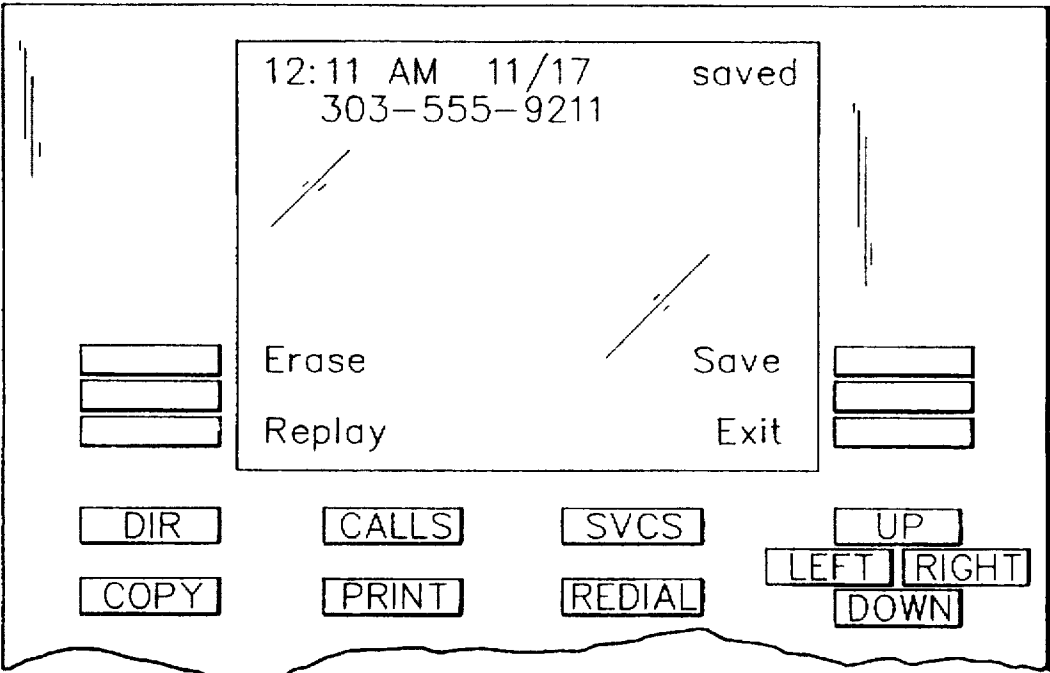 12:11 AM 11/17 saved
303-555-9211
Erase Save
Replay Exit
DIR CALLS SVCS UP
LEFT RIGHT
COPY PRINT REDIAL DOWN